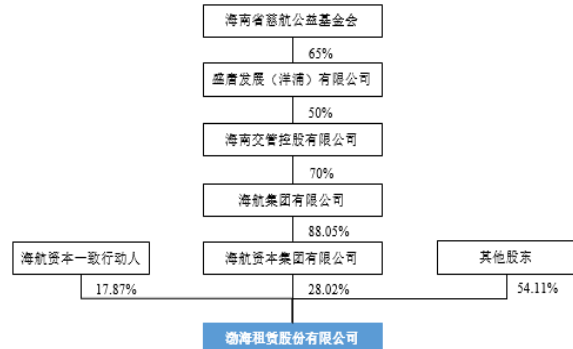 海南省慈航公益基金会
65%
盛唐发展（洋浦）有限公司
50%
海南交管控股有限公司
70%
海航集团有限公司
88.05%
海航资本一致行动人
海航资本集团有限公司
其他股东
17.87%
28.02%
54.11%
渤海租赁股份有限公司